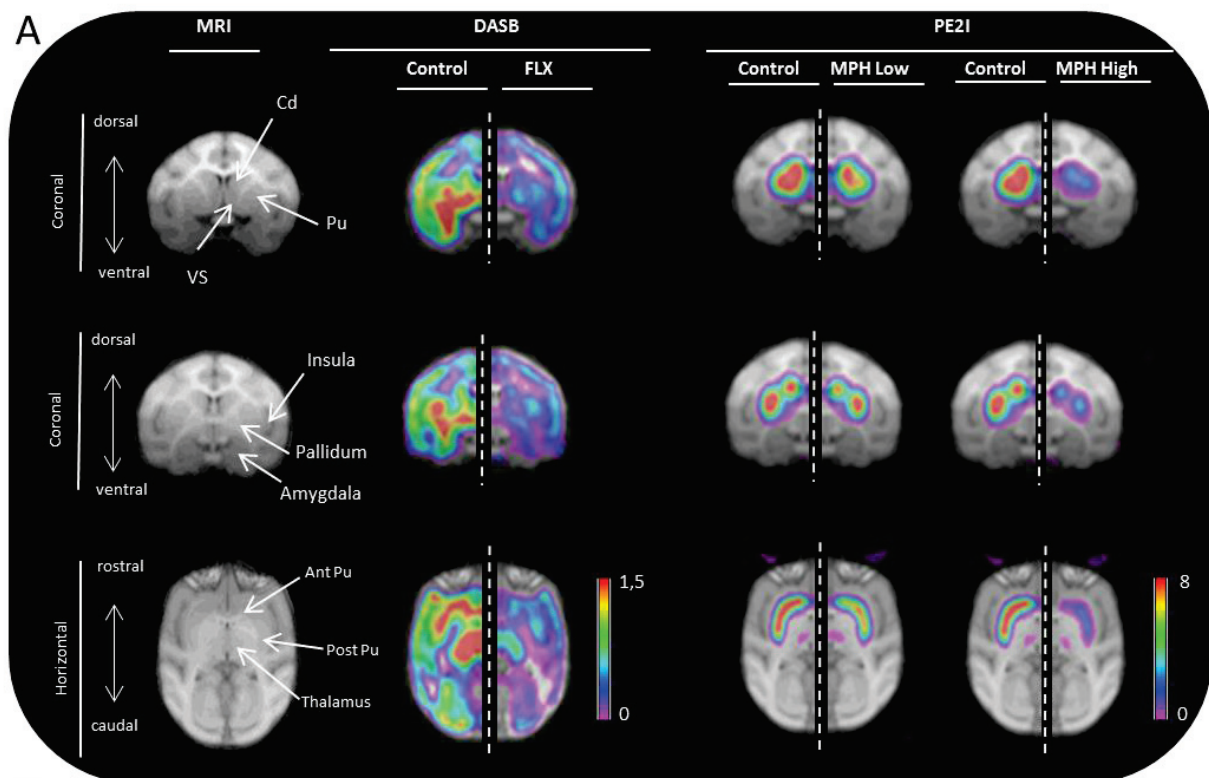 A
MRI
DASB
PE2I
Control
FLX
Control
MPH Low
Control
MPH High
Coronal
dorsal
ventral
Cd
Pu
VS
Coronal
dorsal
ventral
Insula
Pallidum
Amygdala
Horizontal
rostral
caudal
Ant Pu
Post Pu
Thalamus
1,5
0
8
0